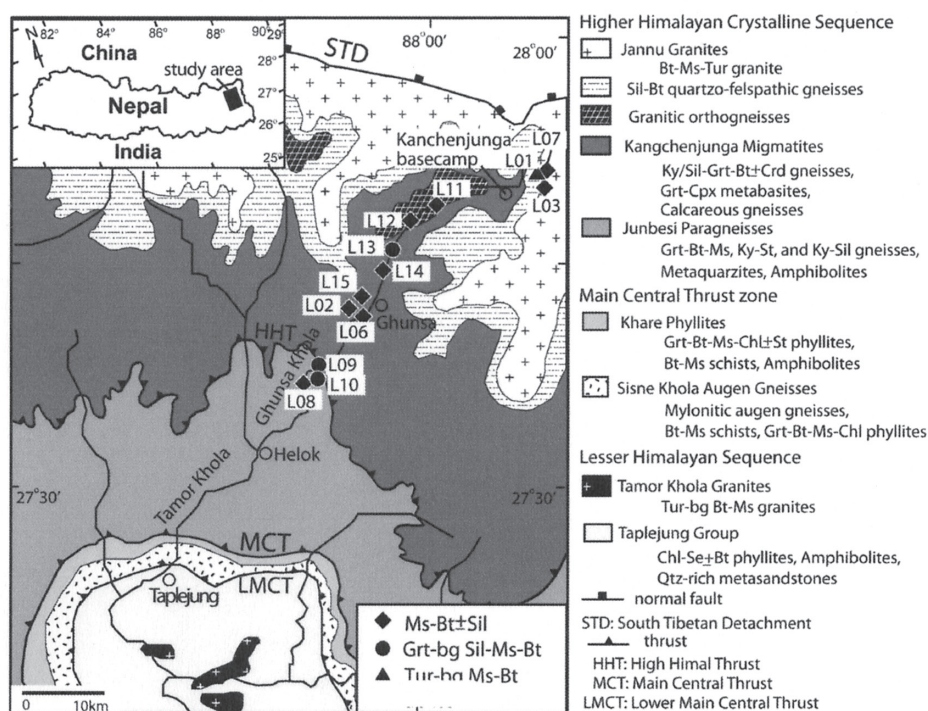 82°
84°
86°
88°
90°
29°
N
China
study area
Nepal
India
28°
27°
26°
25°
STD
88°00'
28°00'
Kanchenjunga
basecamp
L07
L01
L03
L11
L12
L13
L14
L15
L02
L06
Ghunsa
HHT
Ghunsa Khola
L09
L10
L08
Helok
Tamor Khola
27°30'
27°30'
MCT
LMCT
Taplejung
Ms-Bt±Sil
Grt-bg Sil-Ms-Bt
Tur-bg Ms-Bt
0 10km
Higher Himalayan Crystalline Sequence
Jannu Granites
Bt-Ms-Tur granite
Sil-Bt quartzo-felspathic gneisses
Granitic orthogneisses
Kangchenjunga Migmatites
Ky/Sil-Grt-Bt±Crd gneisses,
Grt-Cpx metabasites,
Calcareous gneisses
Junbesi Paragneisses
Grt-Bt-Ms, Ky-St, and Ky-Sil gneisses,
Metaquarzites, Amphibolites
Main Central Thrust zone
Khare Phyllites
Grt-Bt-Ms-Chl±St phyllites,
Bt-Ms schists, Amphibolites
Sisne Khola Augen Gneisses
Mylonitic augen gneisses,
Bt-Ms schists, Grt-Bt-Ms-Chl phyllites
Lesser Himalayan Sequence
Tamor Khola Granites
Tur-bg Bt-Ms granites
Taplejung Group
Chl-Se±Bt phyllites, Amphibolites,
Qtz-rich metasandstones
normal fault
STD: South Tibetan Detachment
thrust
HHT: High Himal Thrust
MCT: Main Central Thrust
LMCT: Lower Main Central Thrust